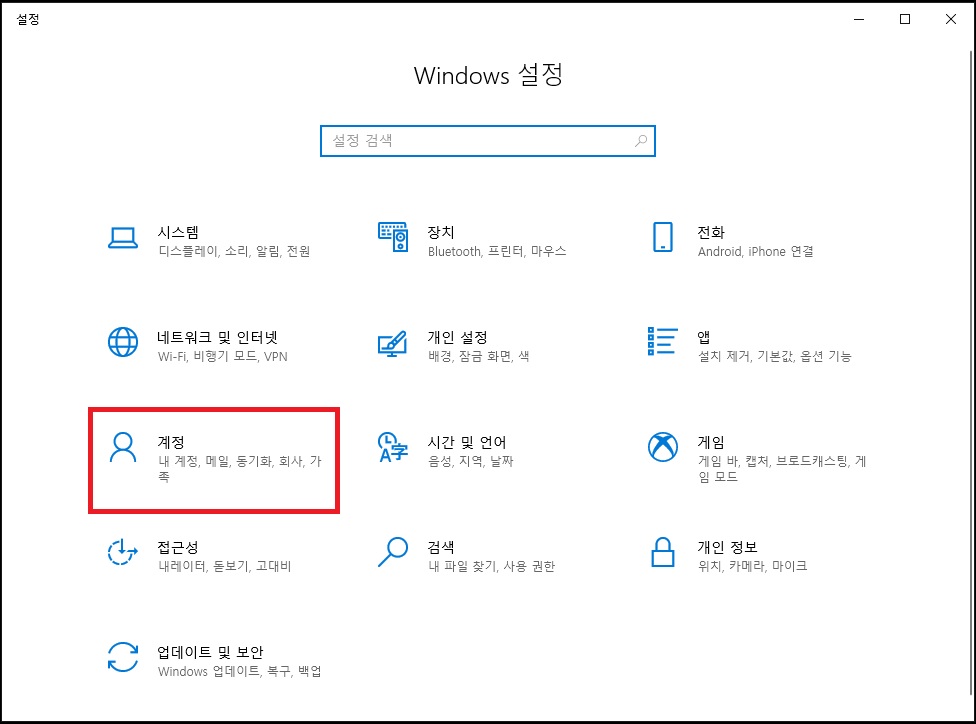 설정
Windows 설정
설정 검색
시스템
디스플레이, 소리, 알림, 전원
장치
Bluetooth, 프린터, 마우스
전화
Android, iPhone 연결
네트워크 및 인터넷
Wi-Fi, 비행기 모드, VPN
개인 설정
배경, 잠금 화면, 색
앱
설치 제거, 기본값, 옵션 기능
계정
내 계정, 메일, 동기화, 회사, 가
족
시간 및 언어
음성, 지역, 날짜
게임
게임 바, 캡처, 브로드캐스팅, 게
임 모드
접근성
내레이터, 돋보기, 고대비
검색
내 파일 찾기, 사용 권한
개인 정보
위치, 카메라, 마이크
업데이트 및 보안
Windows 업데이트, 복구, 백업